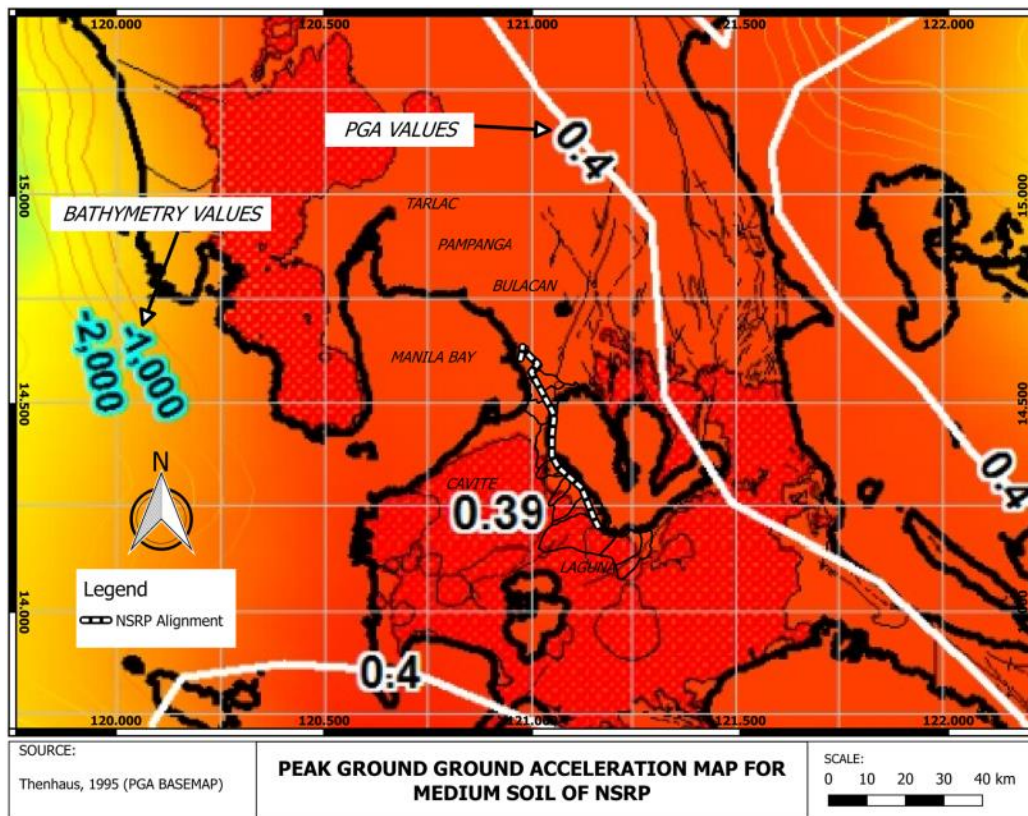 120.000 120.500 121.000 121.500 122.000
PGA VALUES
0.4
15.000
15.000
BATHYMETRY VALUES
TARLAC
PAMPANGA
BULACAN
-1,000
-2,000
MANILA BAY
14.500
14.500
N
CAVITE
0.39
0.4
LAGUNA
Legend
NSRP Alignment
14.000
14.000
0.4
120.000 120.500 121.000 121.500 122.000
SOURCE:
Thenhaus, 1995 (PGA BASEMAP)
PEAK GROUND GROUND ACCELERATION MAP FOR
MEDIUM SOIL OF NSRP
SCALE:
0 10 20 30 40 km